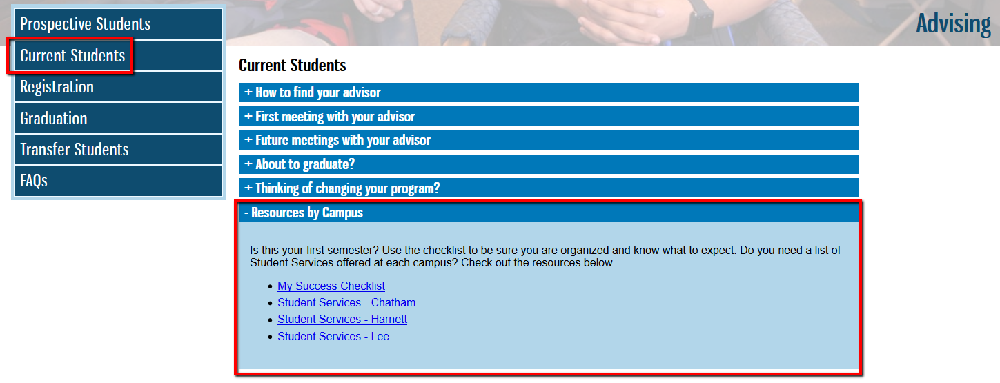 Advising
Prospective Students
Current Students
Registration
Graduation
Transfer Students
FAQs
Current Students
+ How to find your advisor
+ First meeting with your advisor
+ Future meetings with your advisor
+ About to graduate?
+ Thinking of changing your program?
- Resources by Campus
Is this your first semester? Use the checklist to be sure you are organized and know what to expect. Do you need a list of
Student Services offered at each campus? Check out the resources below.
• My Success Checklist
• Student Services - Chatham
• Student Services - Harnett
• Student Services - Lee